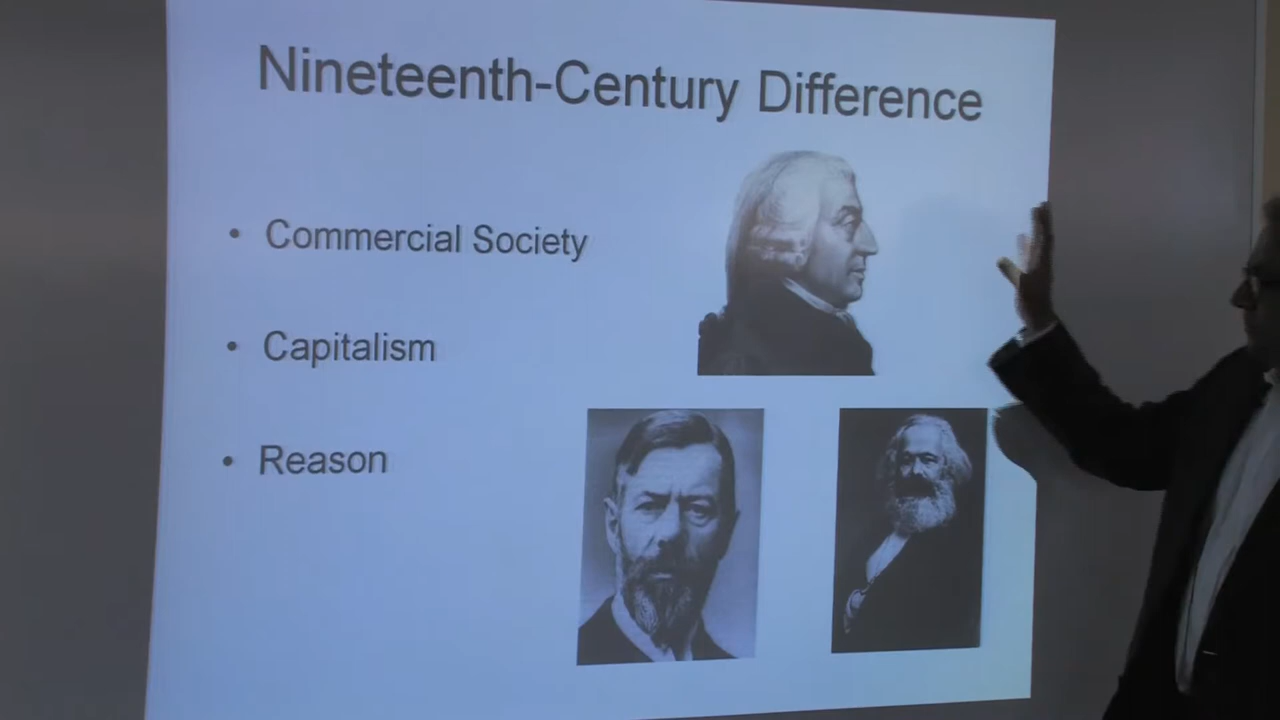 Nineteenth-Century Difference
• Commercial Society
• Capitalism
• Reason